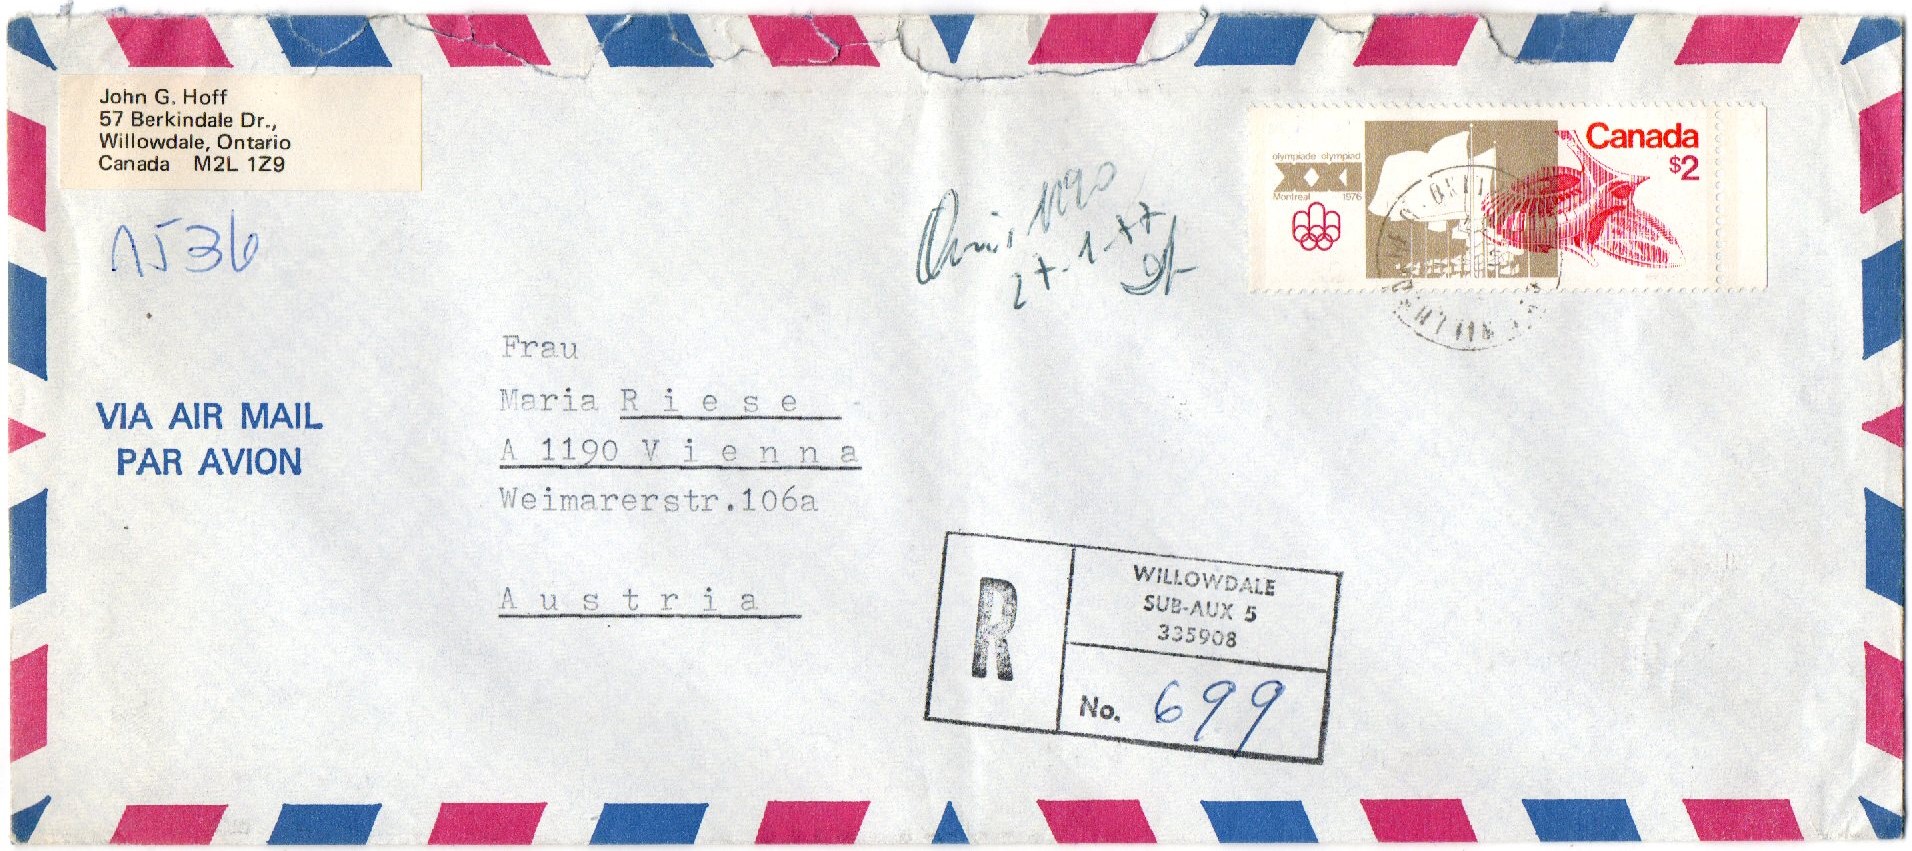 John G. Hoff
57 Berkindale Dr.,
Willowdale, Ontario
Canada M2L 1Z9
olympiade olympiad
XXI
Montreal 1976
Canada
$2
1190
27.1.77
1536
Frau
Maria Riese
A 1190 Vienna
Weimarerstr.106a
Austria
VIA AIR MAIL
PAR AVION
R
WILLOWDALE
SUB-AUX 5
335908
No. 699